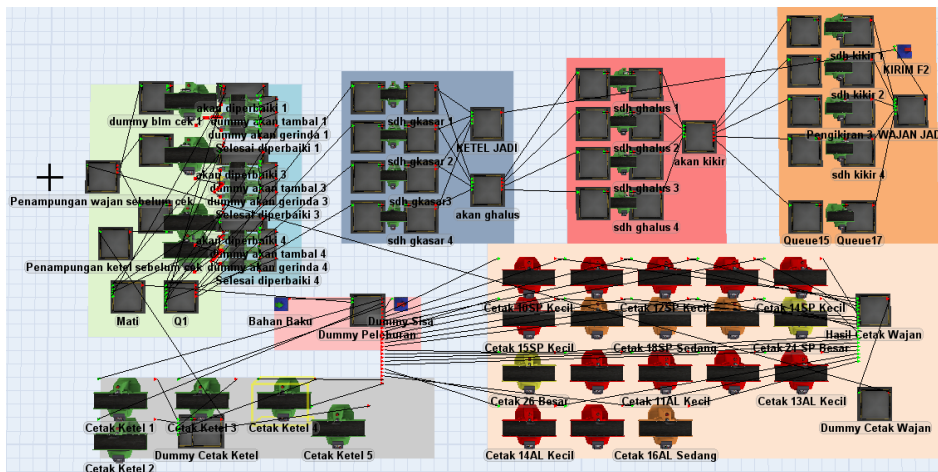 dummy blm cek 1
akan diperbaiki 1
dummy akan tambal 1
dummy akan gerinda 1
Selesai diperbaiki 1
akan diperbaiki 3
dummy akan tambal 3
dummy akan gerinda 3
Selesai diperbaiki 3
akan diperbaiki 4
dummy akan tambal 4
dummy akan gerinda 4
Selesai diperbaiki 4
Penampungan wajan sebelum cek
Penampungan ketel sebelum cek
Mati
Q1
sdh gkasar 1
sdh gkasar 2
sdh gkasar3
sdh gkasar 4
KETEL JADI
akan ghalus
sdh ghalus 1
sdh ghalus 2
sdh ghalus 3
sdh ghalus 4
akan kikir
sdh kikir 1
sdh kikir 2
Pengikiran 3
sdh kikir 4
Queue15
Queue17
KIRIM F2
WAJAN JAD
Bahan Baku
Dummy Peleburan
Dummy Sisa
Cetak Ketel 1
Cetak Ketel 2
Cetak Ketel 3
Cetak Ketel 4
Cetak Ketel 5
Dummy Cetak Ketel
Cetak 12SP Kecil
Cetak 14SP Kecil
Cetak 15SP Kecil
Cetak 18SP Sedang
Cetak 21 SP Besar
Cetak 26 Besar
Cetak 11AL Kecil
Cetak 13AL Kecil
Cetak 14AL Kecil
Cetak 16AL Sedang
Hasil Cetak Wajan
Dummy Cetak Wajan